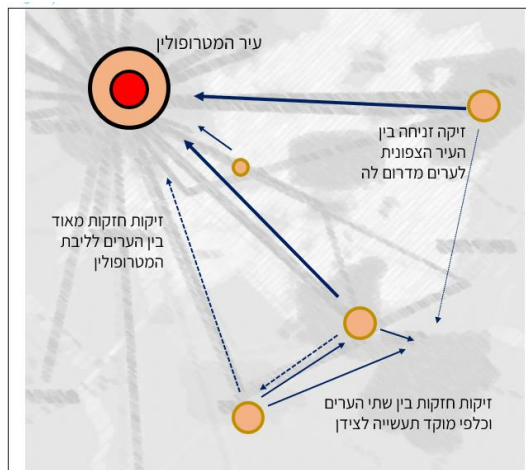 עיר המטרופולין
זיקה זניחה בין
העיר הצפונית
לערים מדרום לה
זיקות חזקות מאוד
בין הערים לליבת
המטרופולין
זיקות חזקות בין שתי הערים
וכלפי מוקד תעשייה לצידן